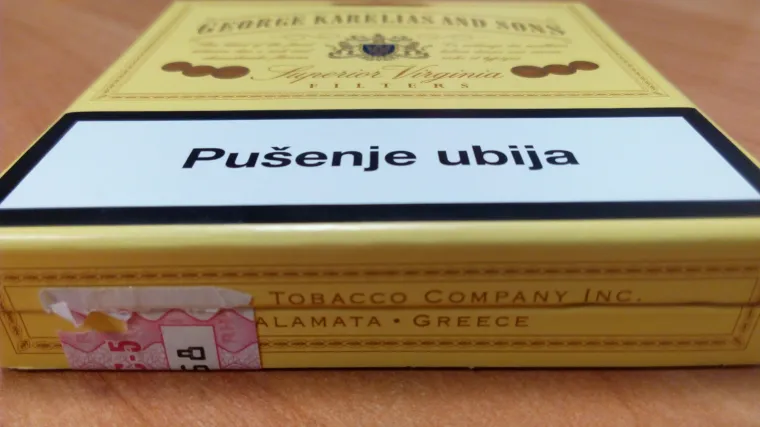 GEORGE KARELIAS AND SONS
Superior Virginia
FILTERS
Pušenje ubija
TOBACCO COMPANY INC.
ALAMATA • GREECE